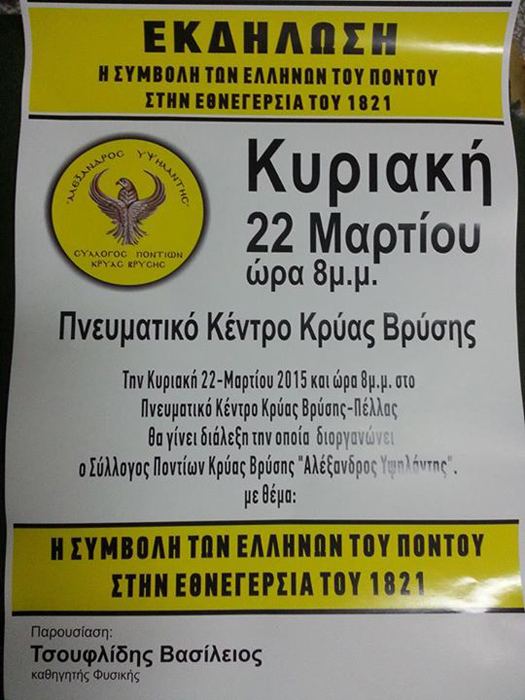 ΕΚΔΗΛΩΣΗ
Η ΣΥΜΒΟΛΗ ΤΩΝ ΕΛΛΗΝΩΝ ΤΟΥ ΠΟΝΤΟΥ
ΣΤΗΝ ΕΘΝΕΓΕΡΣΙΑ ΤΟΥ 1821
"ΑΛΕΞΑΝΔΡΟΣ ΥΨΗΛΑΝΤΗΣ"
ΣΥΛΛΟΓΟΣ ΠΟΝΤΙΩΝ
ΚΡΥΑΣ ΒΡΥΣΗΣ
Κυριακή
22 Μαρτίου
ώρα 8μ.μ.
Πνευματικό Κέντρο Κρύας Βρύσης
Την Κυριακή 22-Μαρτίου 2015 και ώρα 8μ.μ. στο
Πνευματικό Κέντρο Κρύας Βρύσης-Πέλλας
θα γίνει διάλεξη την οποία διοργανώνει
ο Σύλλογος Ποντίων Κρύας Βρύσης "Αλέξανδρος Υψηλάντης".
με θέμα:
Η ΣΥΜΒΟΛΗ ΤΩΝ ΕΛΛΗΝΩΝ ΤΟΥ ΠΟΝΤΟΥ
ΣΤΗΝ ΕΘΝΕΓΕΡΣΙΑ ΤΟΥ 1821
Παρουσίαση:
Τσουφλίδης Βασίλειος
καθηγητής Φυσικής